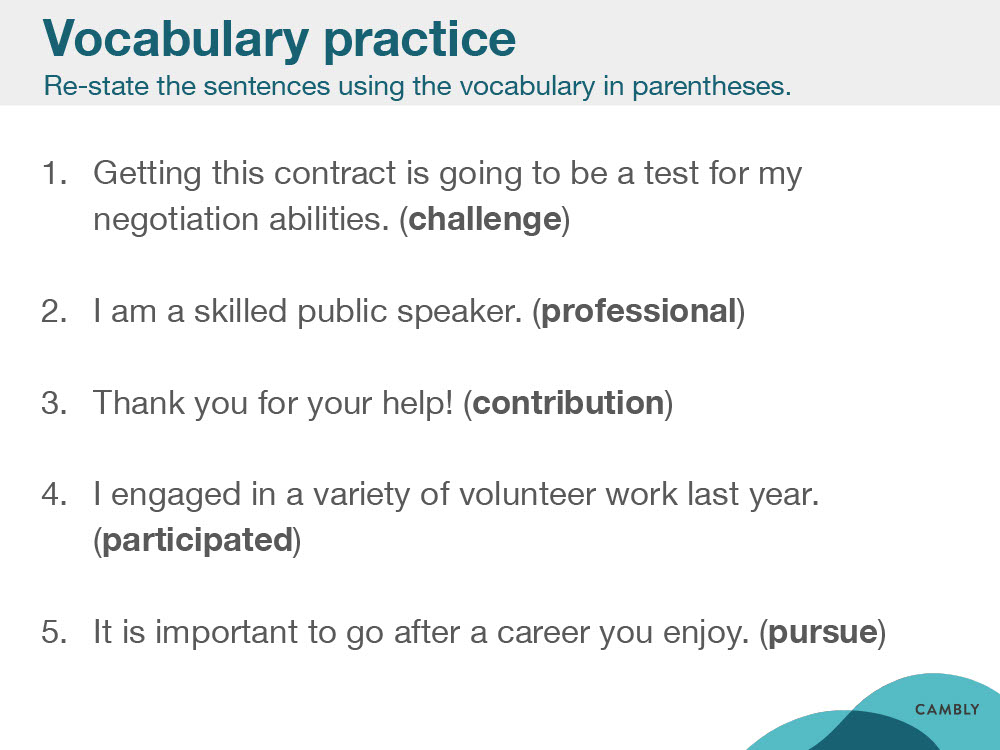 Vocabulary practice
Re-state the sentences using the vocabulary in parentheses.
1. Getting this contract is going to be a test for my
negotiation abilities. (challenge)
2. I am a skilled public speaker. (professional)
3. Thank you for your help! (contribution)
4. I engaged in a variety of volunteer work last year.
(participated)
5. It is important to go after a career you enjoy. (pursue)
CAMBLY